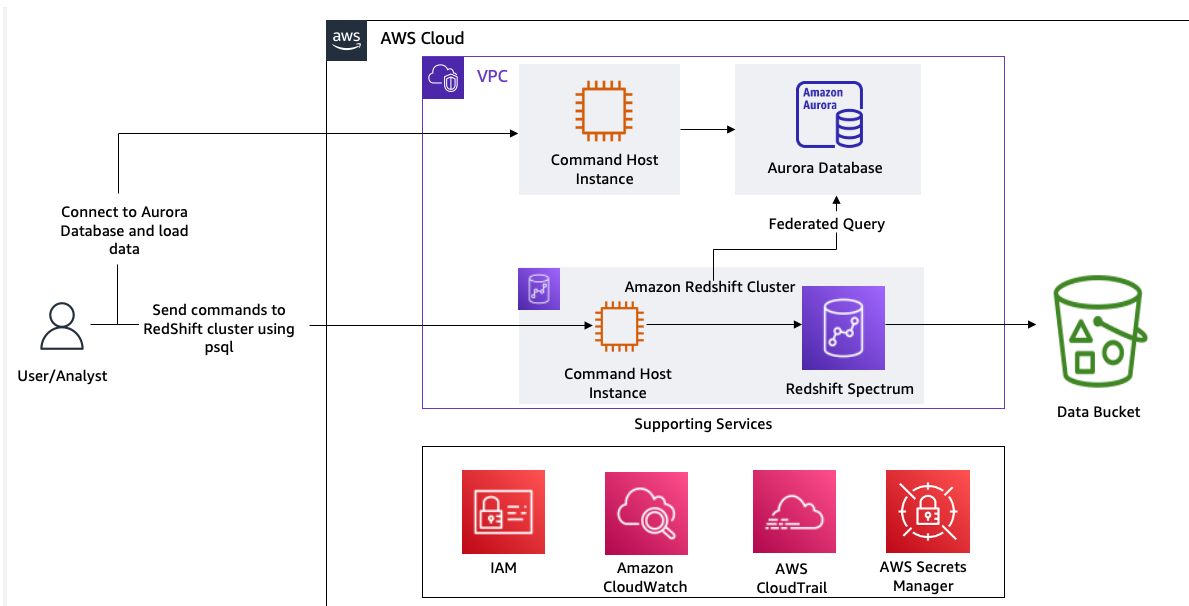 aws
AWS Cloud
VPC
Amazon
Aurora
Command Host
Instance
Aurora Database
Connect to Aurora
Database and load
data
Federated Query
Amazon Redshift Cluster
Send commands to
RedShift cluster using
psql
User/Analyst
Command Host
Instance
Redshift Spectrum
Data Bucket
Supporting Services
IAM
Amazon
CloudWatch
AWS
CloudTrail
AWS Secrets
Manager